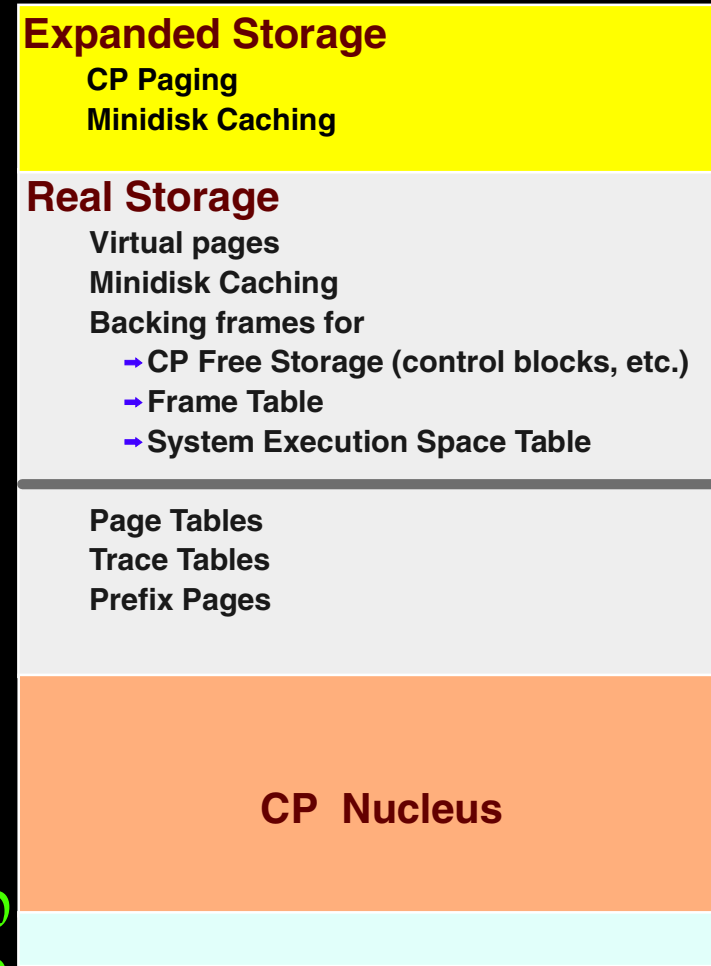 Expanded Storage
CP Paging
Minidisk Caching
Real Storage
Virtual pages
Minidisk Caching
Backing frames for
➡CP Free Storage (control blocks, etc.)
➡Frame Table
➡System Execution Space Table
Page Tables
Trace Tables
Prefix Pages
CP Nucleus